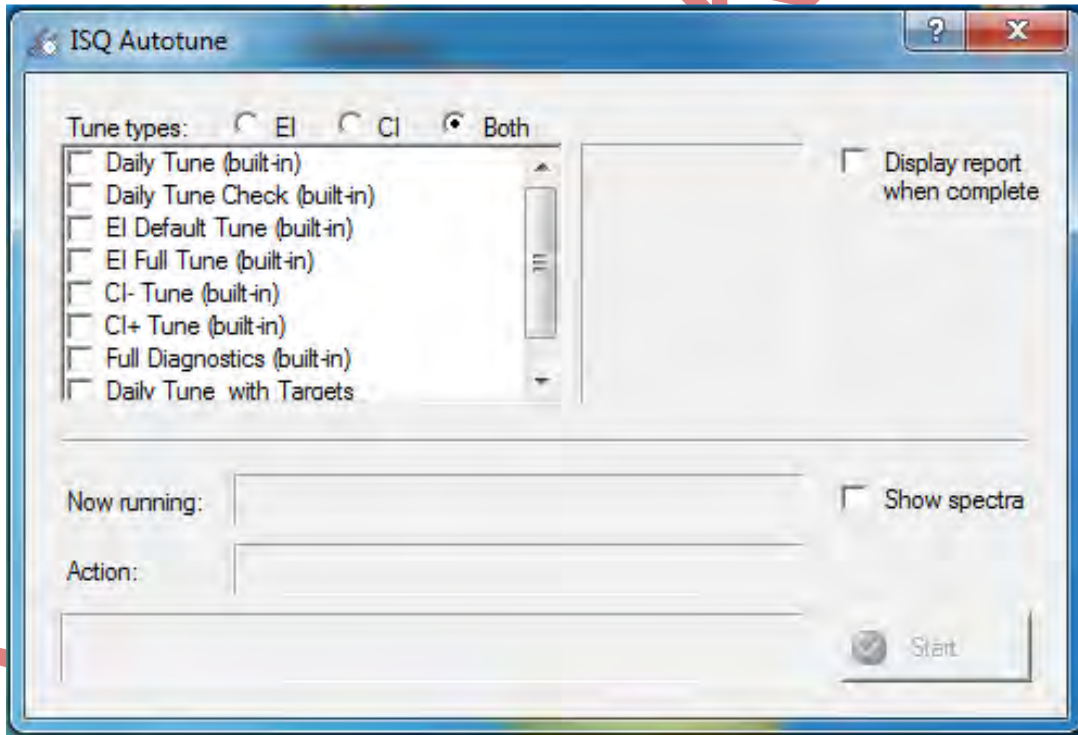 ISQ Autotune
Tune types: EI CI Both
Daily Tune (built-in)
Daily Tune Check (built-in)
EI Default Tune (built-in)
EI Full Tune (built-in)
CI- Tune (built-in)
CI+ Tune (built-in)
Full Diagnostics (built-in)
Daily Tune with Targets
Display report
when complete
Now running:
Show spectra
Action:
Start